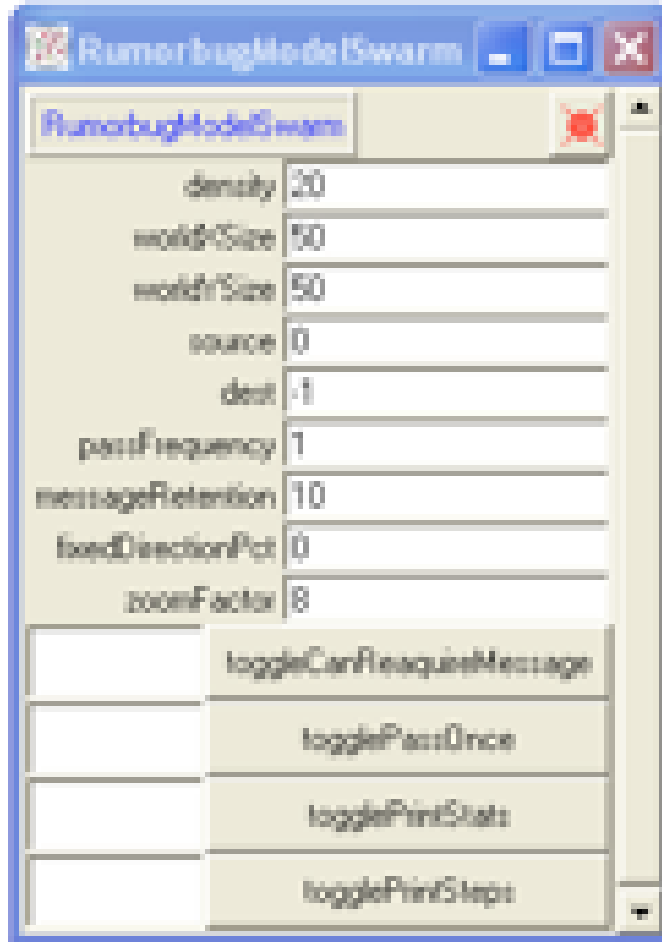 RumorbugModelSwarm
RumorbugModelSwarm
density 20
worldXSize 50
worldYSize 50
source 0
dest -1
passFrequency 1
messageRetention 10
fixedDirectionPct 0
zoomFactor 8
toggleCanReaquireMessage
togglePassOnce
togglePrintStats
togglePrintSteps